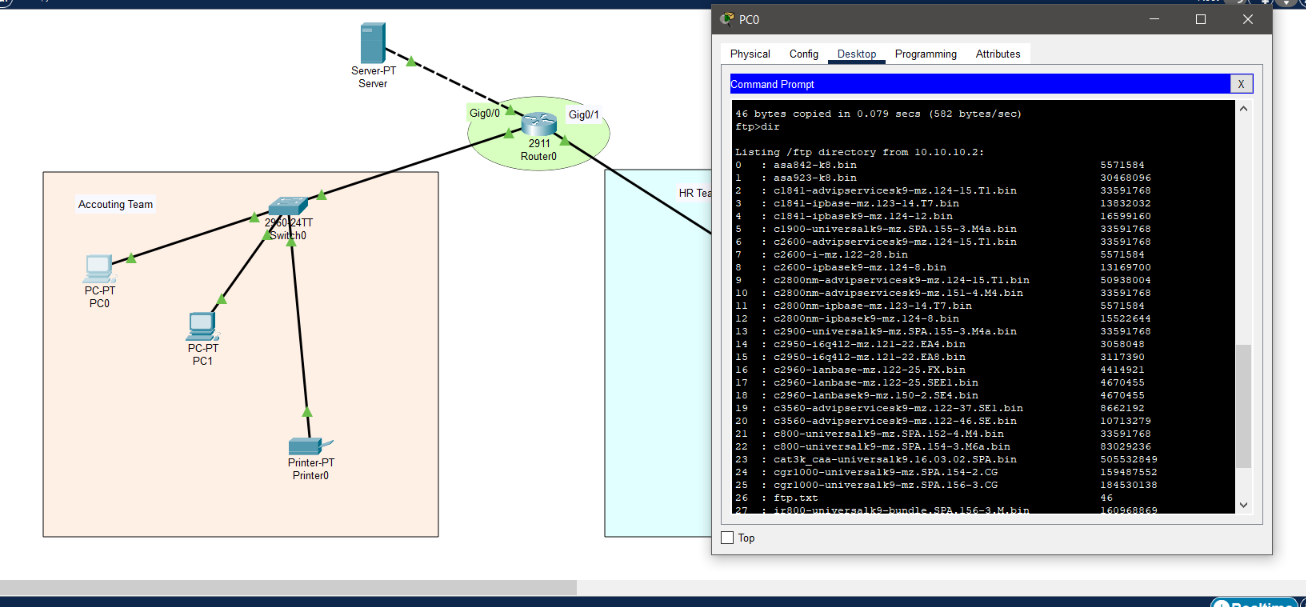 Server-PT
Server
Gig0/0
Gig0/1
2911
Router0
Accouting Team
HR Tea
2960-24TT
Switch0
PC-PT
PC0
PC-PT
PC1
Printer-PT
Printer0
PC0
Physical Config Desktop Programming Attributes
Command Prompt X
46 bytes copied in 0.079 secs (582 bytes/sec)
ftp>dir
Listing /ftp directory from 10.10.10.2:
0 : asa842-k8.bin 5571584
1 : asa923-k8.bin 30468096
2 : c1841-advipservicesk9-mz.124-15.T1.bin 33591768
3 : c1841-ipbase-mz.123-14.T7.bin 13832032
4 : c1841-ipbasek9-mz.124-12.bin 16599160
5 : c1900-universalk9-mz.SPA.155-3.M4a.bin 33591768
6 : c2600-advipservicesk9-mz.124-15.T1.bin 33591768
7 : c2600-i-mz.122-28.bin 5571584
8 : c2600-ipbasek9-mz.124-8.bin 13169700
9 : c2800nm-advipservicesk9-mz.124-15.T1.bin 50938004
10 : c2800nm-advipservicesk9-mz.151-4.M4.bin 33591768
11 : c2800nm-ipbase-mz.123-14.T7.bin 5571584
12 : c2800nm-ipbasek9-mz.124-8.bin 15522644
13 : c2900-universalk9-mz.SPA.155-3.M4a.bin 33591768
14 : c2950-i6q4l2-mz.121-22.EA4.bin 3058048
15 : c2950-i6q4l2-mz.121-22.EA8.bin 3117390
16 : c2960-lanbase-mz.122-25.FX.bin 4414921
17 : c2960-lanbase-mz.122-25.SEE1.bin 4670455
18 : c2960-lanbasek9-mz.150-2.SE4.bin 4670455
19 : c3560-advipservicesk9-mz.122-37.SE1.bin 8662192
20 : c3560-advipservicesk9-mz.122-46.SE.bin 10713279
21 : c800-universalk9-mz.SPA.152-4.M4.bin 33591768
22 : c800-universalk9-mz.SPA.154-3.M6a.bin 83029236
23 : cat3k_caa-universalk9.16.03.02.SPA.bin 505532849
24 : cgr1000-universalk9-mz.SPA.154-2.CG 159487552
25 : cgr1000-universalk9-mz.SPA.156-3.CG 184530138
26 : ftp.txt 46
27 : ir800-universalk9-bundle.SPA.156-3.M.bin 160968869
Top
Realtime